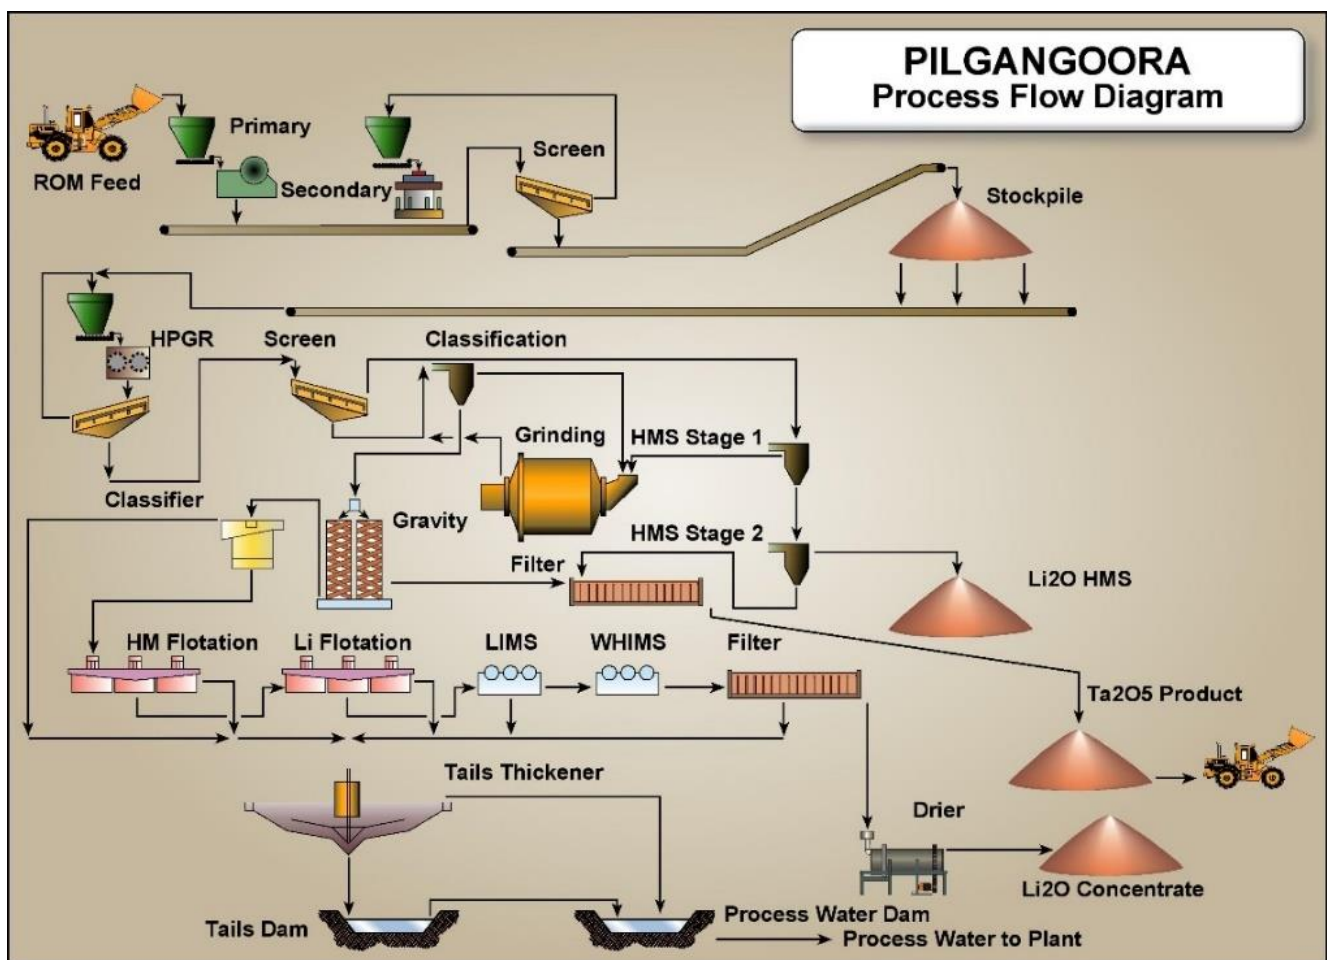 PILGANGOORA
Process Flow Diagram
Primary
ROM Feed
Secondary
Screen
Stockpile
HPGR
Screen
Classification
Grinding
HMS Stage 1
Classifier
Gravity
HMS Stage 2
Filter
Li2O HMS
HM Flotation
Li Flotation
LIMS
WHIMS
Filter
Ta2O5 Product
Tails Thickener
Drier
Li2O Concentrate
Tails Dam
Process Water Dam
Process Water to Plant